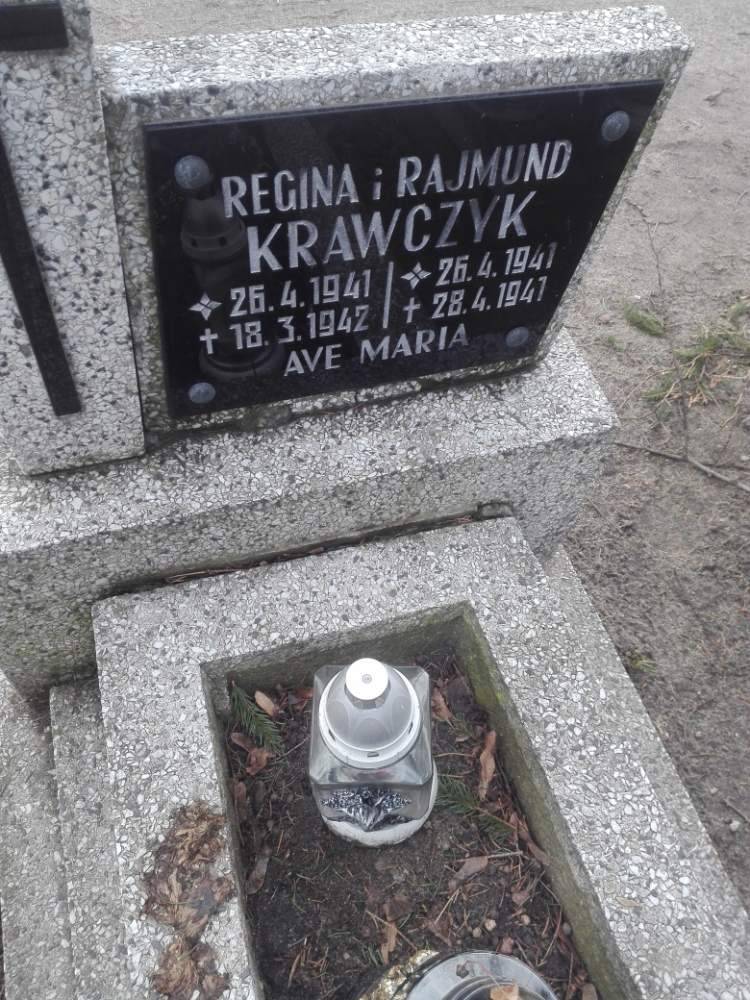 REGINA i RAJMUND
KRAWCZYK
26.4.1941 26.4.1941
18.3.1942 28.4.1941
AVE MARIA